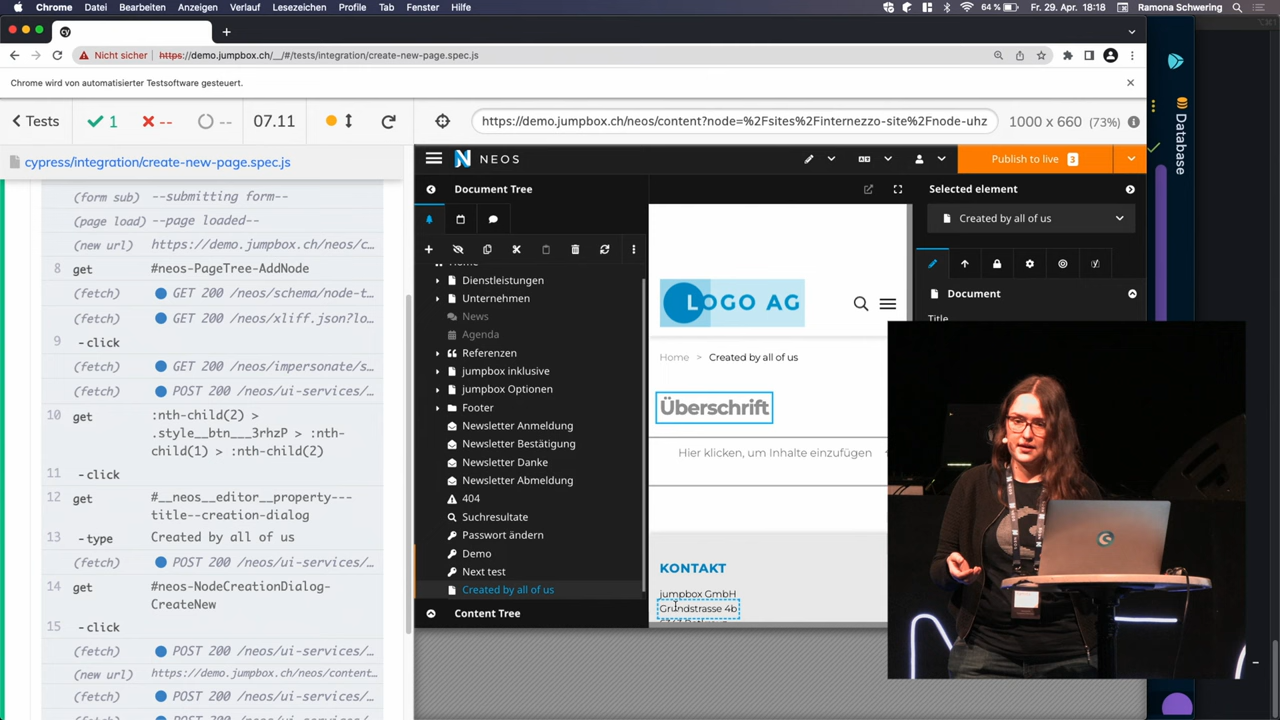 Chrome Datei Bearbeiten Anzeigen Verlauf Lesezeichen Profile Tab Fenster Hilfe 64 % Fr. 29. Apr. 18:18 Ramona Schwering
Nicht sicher https://demo.jumpbox.ch/__/#/tests/integration/create-new-page.spec.js
Chrome wird von automatisierter Testsoftware gesteuert.
Tests 1 -- -- 07.11
https://demo.jumpbox.ch/neos/content?node=%2Fsites%2Finternezzo-site%2Fnode-uhz 1000 x 660 (73%)
cypress/integration/create-new-page.spec.js
(form sub) --submitting form--
(page load) --page loaded--
(new url) https://demo.jumpbox.ch/neos/c...
8 get #neos-PageTree-AddNode
(fetch) GET 200 /neos/schema/node-t...
(fetch) GET 200 /neos/xliff.json?lo...
9 -click
(fetch) GET 200 /neos/impersonate/s...
(fetch) POST 200 /neos/ui-services/...
10 get :nth-child(2) >
.style__btn___3rhzP > :nth-
child(1) > :nth-child(2)
11 -click
12 get #__neos__editor__property---
title--creation-dialog
13 -type Created by all of us
(fetch) POST 200 /neos/ui-services/...
14 get #neos-NodeCreationDialog-
CreateNew
15 -click
(fetch) POST 200 /neos/ui-services/...
(new url) https://demo.jumpbox.ch/neos/content...
(fetch) POST 200 /neos/ui-services/...
(fetch) POST 200 /neos/ui-services/...
NEOS
Publish to live 3
Document Tree
Home
Dienstleistungen
Unternehmen
News
Agenda
Referenzen
jumpbox inklusive
jumpbox Optionen
Footer
Newsletter Anmeldung
Newsletter Bestätigung
Newsletter Danke
Newsletter Abmeldung
404
Suchresultate
Passwort ändern
Demo
Next test
Created by all of us
Content Tree
LOGO AG
Home > Created by all of us
Überschrift
Hier klicken, um Inhalte einzufügen
KONTAKT
jumpbox GmbH
Grundstrasse 4b
Selected element
Created by all of us
Document
Title
Database